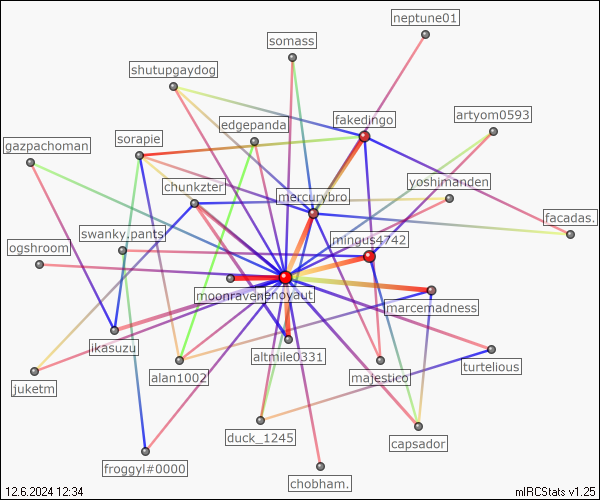 neptune01
somass
shutupgaydog
fakedingo
artyom0593
edgepanda
sorapie
gazpachoman
chunkzter
yoshimanden
mercurybro.
facadas.
swanky.pants
mingus4742
ogshroom
moonraven
enoyaut
marcemadness
ikasuzu
altmile0331
turtelious
alan1002
majestico
juketm
duck_1245
capsador
froggyl#0000
chobham.
12.6.2024 12:34
mIRCStats v1.25